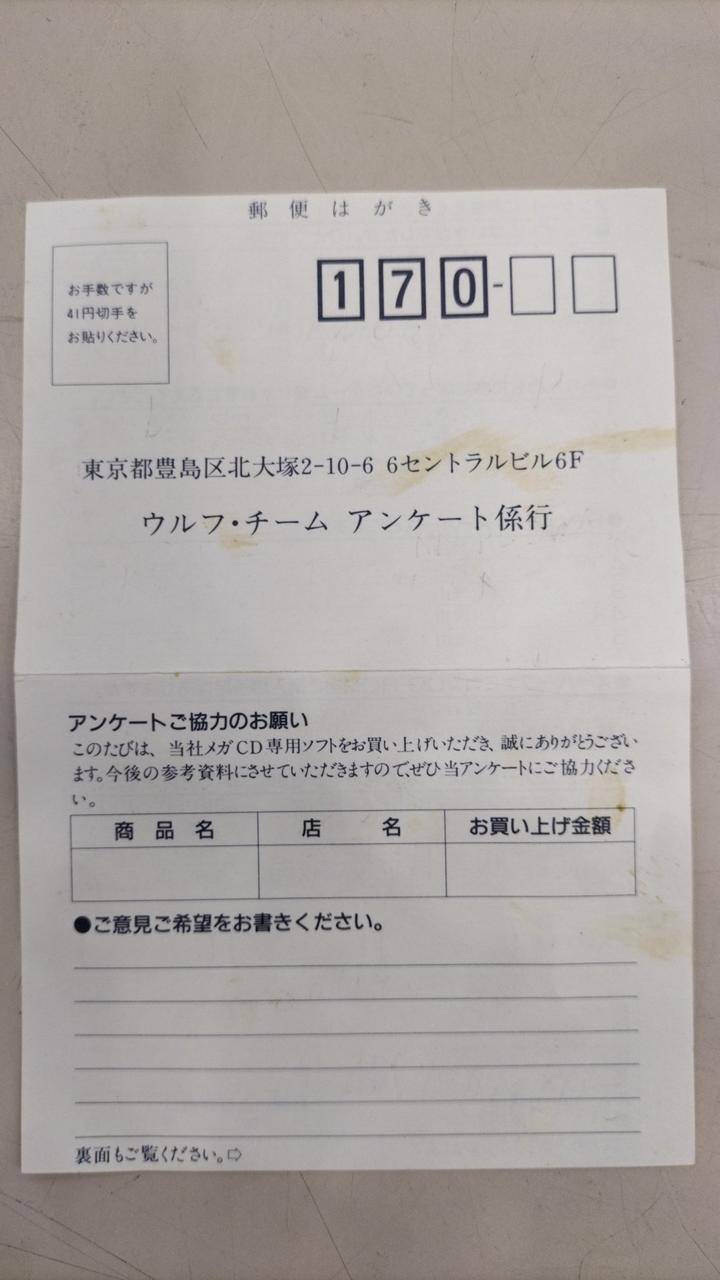 郵便はがき
お手数ですが
41円切手を
お貼りください。
170-
東京都豊島区北大塚2-10-6 6セントラルビル6F
ウルフ・チーム アンケート係行
アンケートご協力のお願い
このたびは、当社メガCD専用ソフトをお買い上げいただき、誠にありがとうござい
ます。今後の参考資料にさせていただきますので、ぜひ当アンケートにご協力くださ
い。
商品名 店名 お買い上げ金額
●ご意見ご希望をお書きください。
裏面もご覧ください。⇨